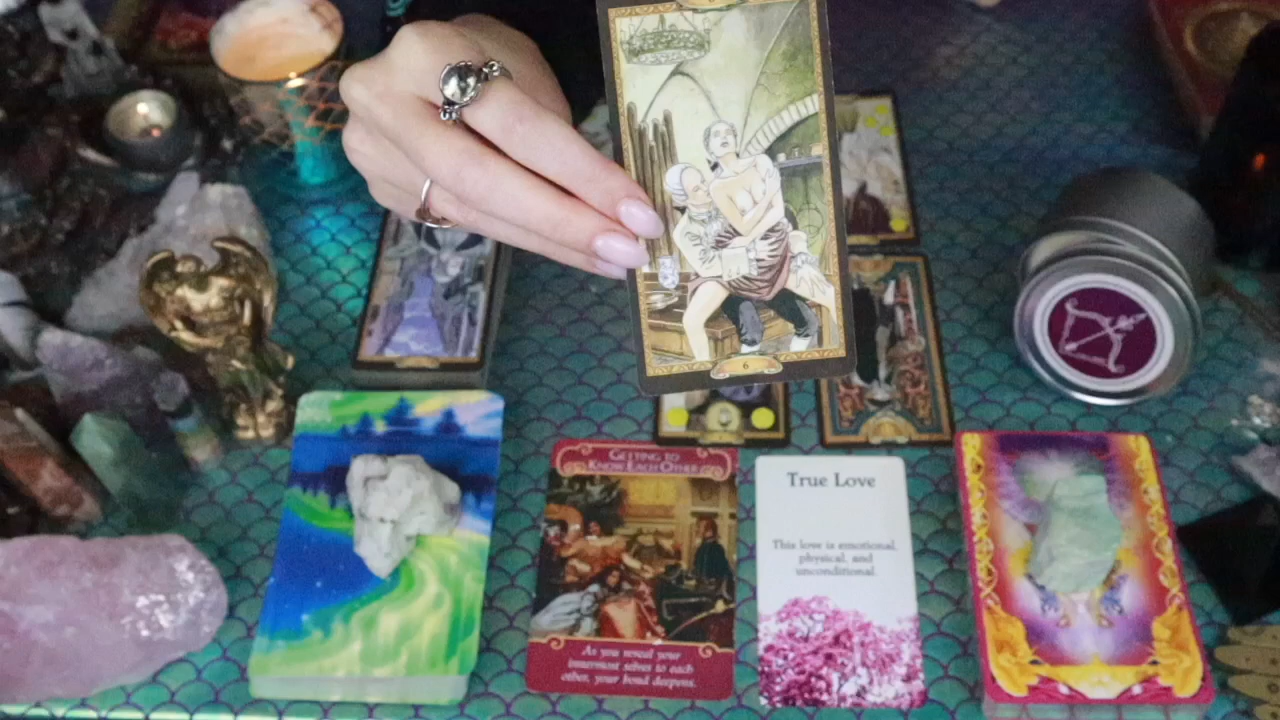 6
GETTING TO
KNOW EACH OTHER
As you reveal your
innermost selves to each
other, your bond deepens.
True Love
This love is emotional,
physical, and
unconditional.